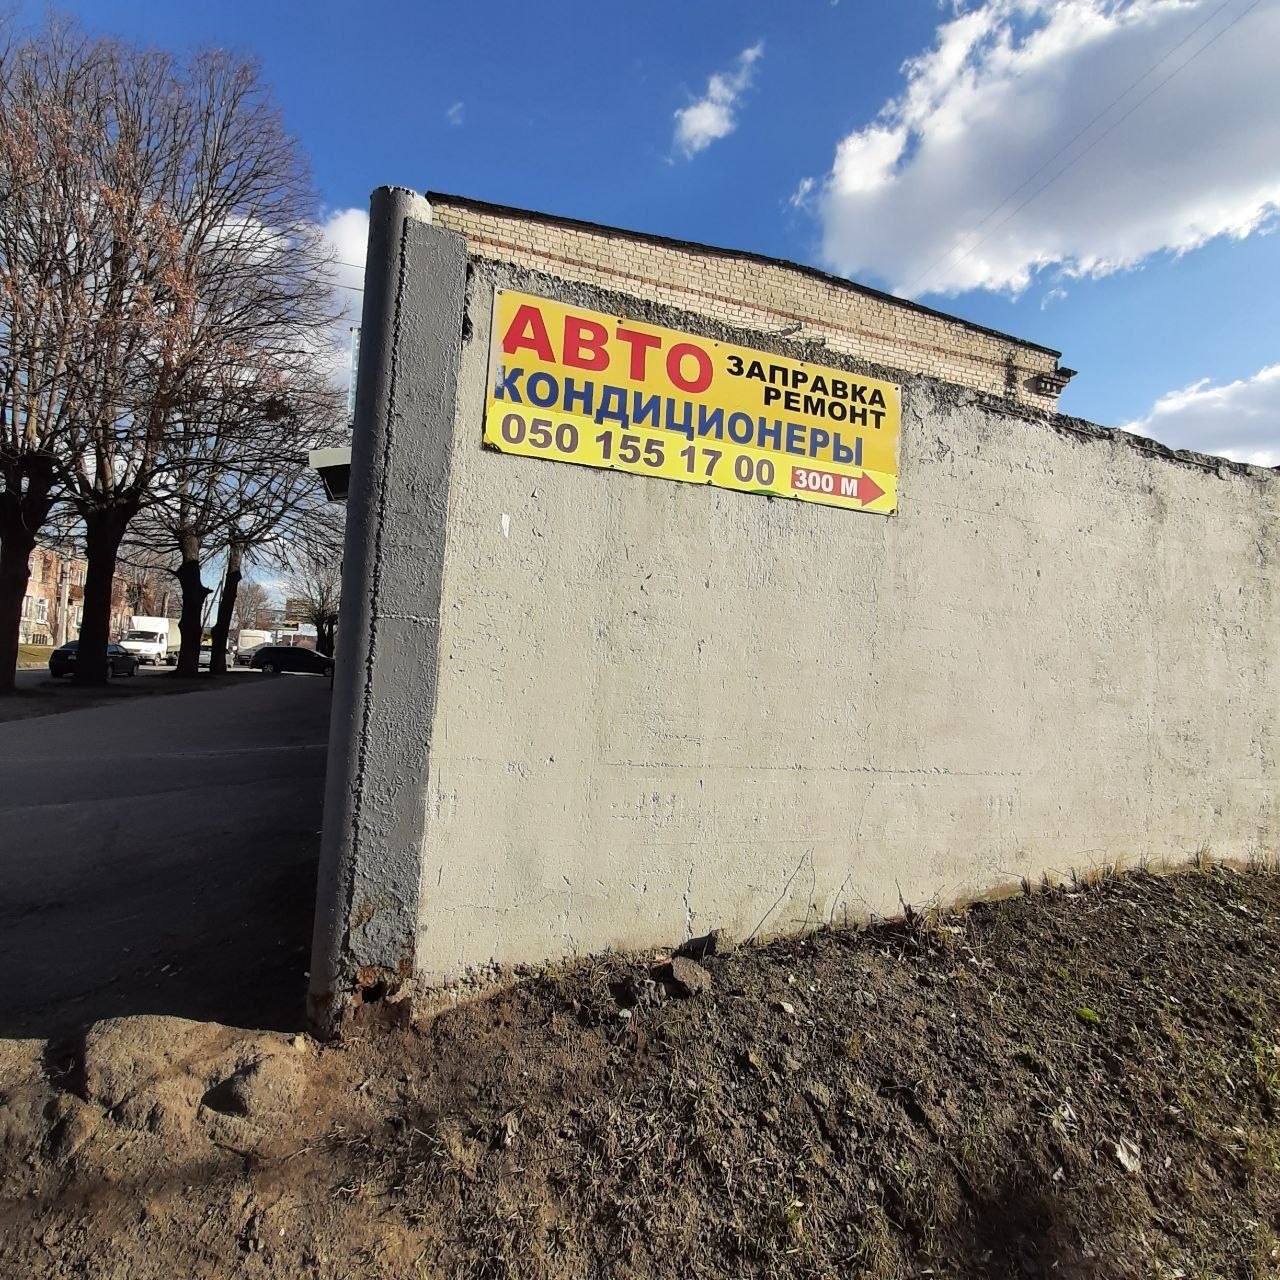 АВТО
ЗАПРАВКА
РЕМОНТ
КОНДИЦИОНЕРЫ
050 155 17 00
300 М